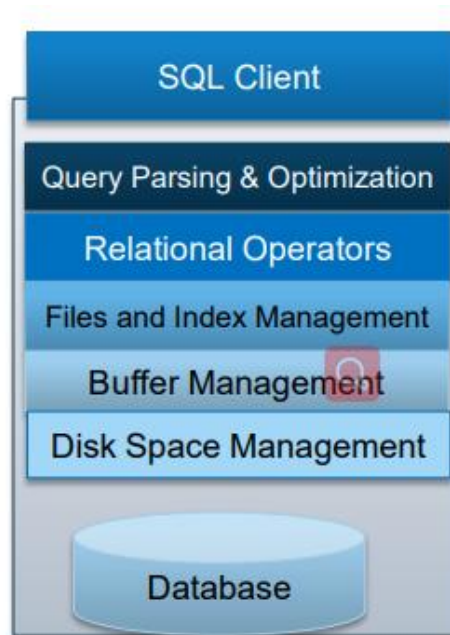 SQL Client
Query Parsing & Optimization
Relational Operators
Files and Index Management
Buffer Management
Disk Space Management
Database